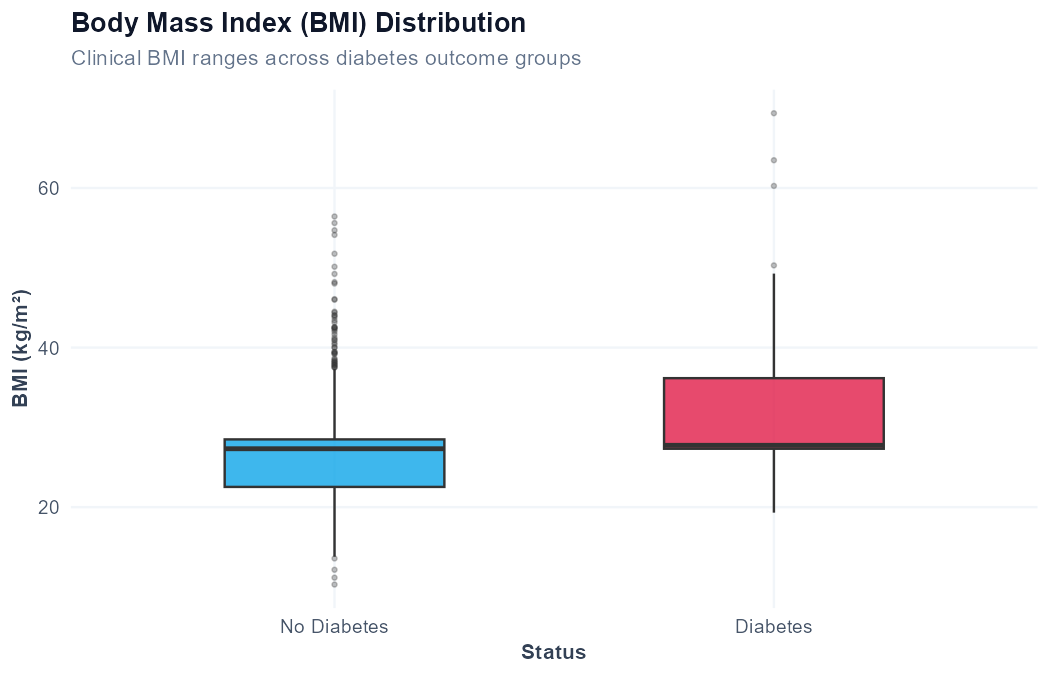 Body Mass Index (BMI) Distribution
Clinical BMI ranges across diabetes outcome groups
BMI (kg/m²)
60
40
20
No Diabetes
Diabetes
Status